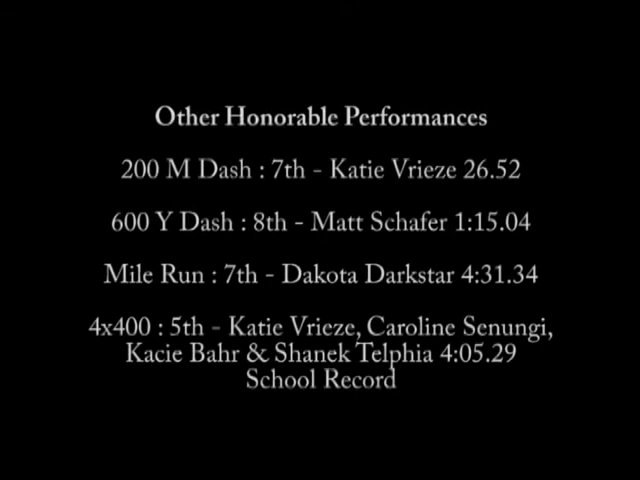 Other Honorable Performances
200 M Dash : 7th - Katie Vrieze 26.52
600 Y Dash : 8th - Matt Schafer 1:15.04
Mile Run : 7th - Dakota Darkstar 4:31.34
4x400 : 5th - Katie Vrieze, Caroline Senungi,
Kacie Bahr & Shanek Telphia 4:05.29
School Record